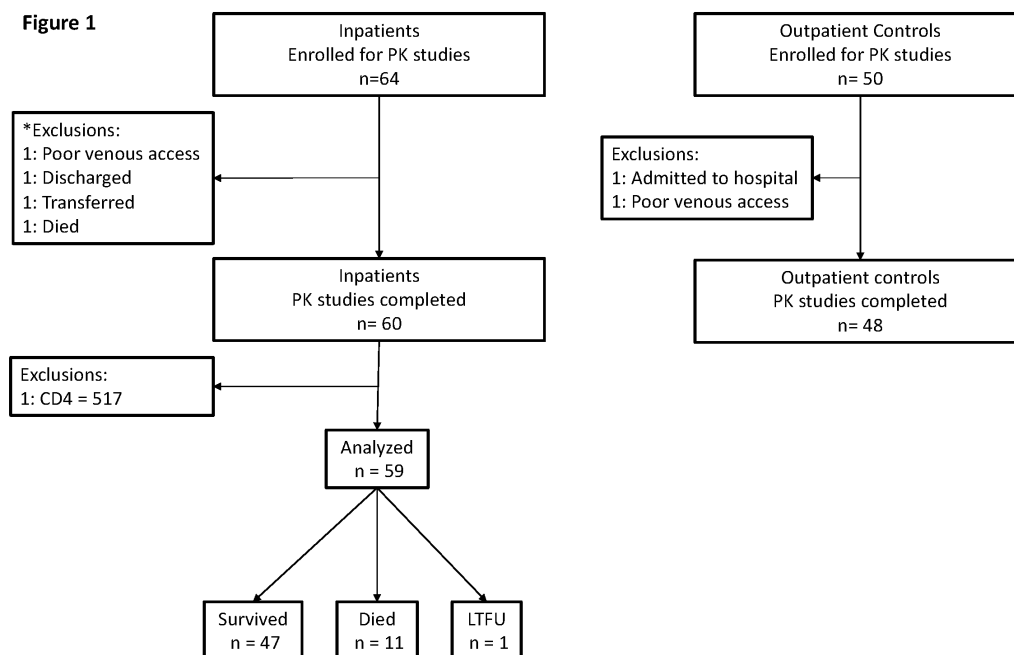 Figure 1
Inpatients
Enrolled for PK studies
n=64
Outpatient Controls
Enrolled for PK studies
n= 50
*Exclusions:
1: Poor venous access
1: Discharged
1: Transferred
1: Died
Exclusions:
1: Admitted to hospital
1: Poor venous access
Inpatients
PK studies completed
n= 60
Outpatient controls
PK studies completed
n= 48
Exclusions:
1: CD4 = 517
Analyzed
n = 59
Survived
n = 47
Died
n = 11
LTFU
n = 1